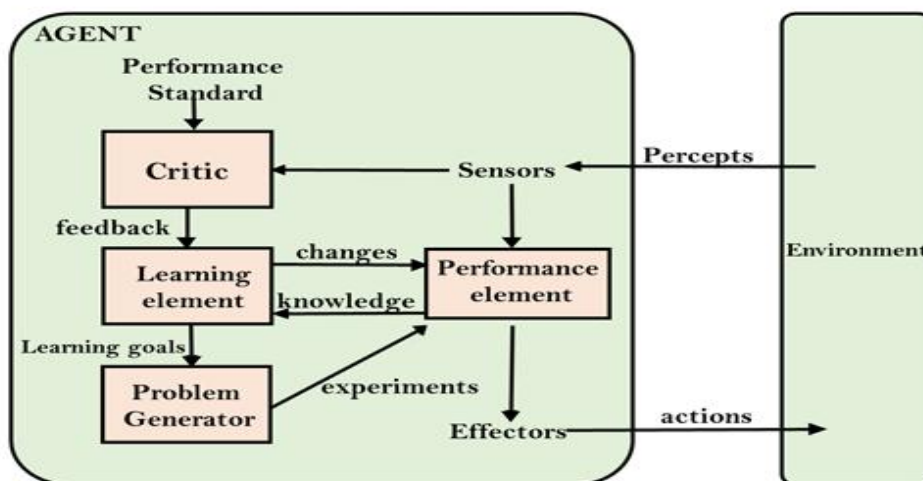 AGENT
Performance
Standard
Critic
Sensors
Percepts
feedback
changes
Learning
element
Performance
element
Environment
knowledge
Learning goals
Problem
Generator
experiments
Effectors
actions